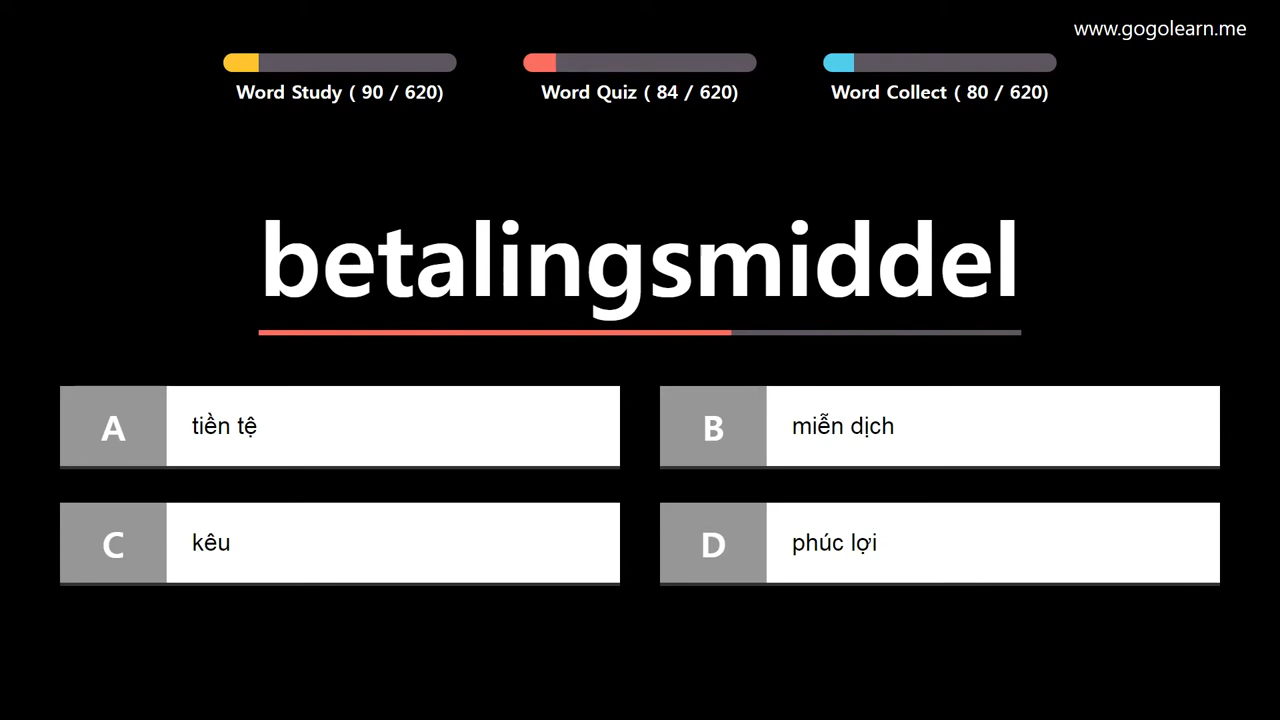 www.gogolearn.me
Word Study ( 90 / 620)
Word Quiz ( 84 / 620)
Word Collect ( 80 / 620)
betalingsmiddel
A
tiền tệ
B
miễn dịch
C
kêu
D
phúc lợi